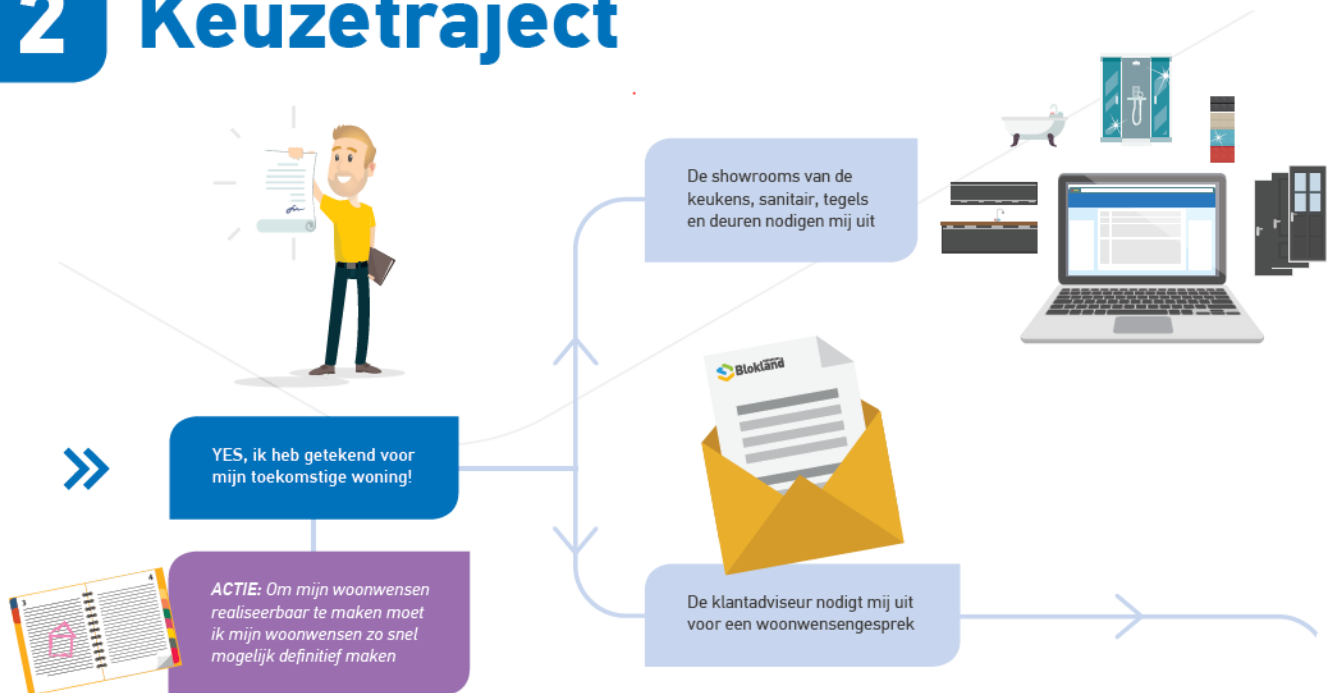 2 Keuzetraject
De showrooms van de
keukens, sanitair, tegels
en deuren nodigen mij uit
Blokland
YES, ik heb getekend voor
mijn toekomstige woning!
ACTIE: Om mijn woonwensen
realiseerbaar te maken moet
ik mijn woonwensen zo snel
mogelijk definitief maken
3
4
De klantadviseur nodigt mij uit
voor een woonwensengesprek